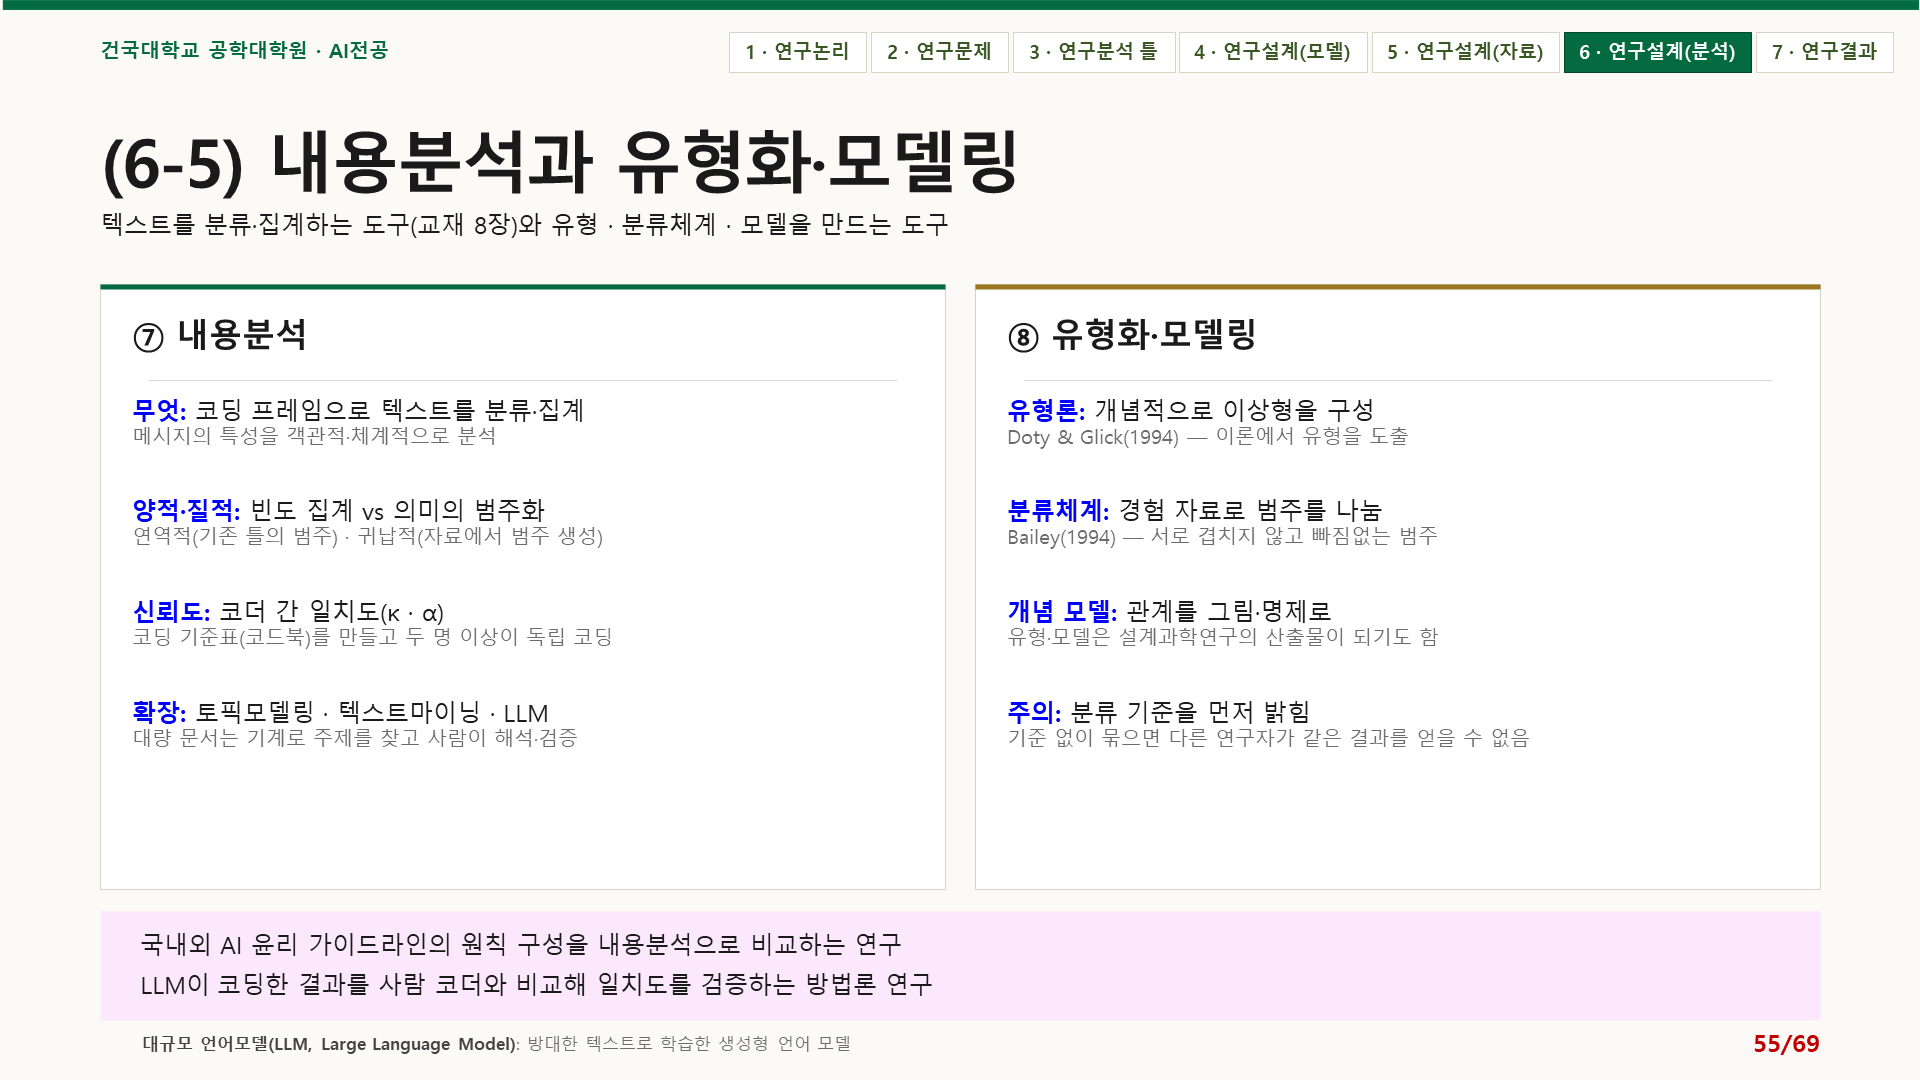 건국대학교 공학대학원 · AI전공
1 · 연구논리
2 · 연구문제
3 · 연구분석 틀
4 · 연구설계(모델)
5 · 연구설계(자료)
6 · 연구설계(분석)
7 · 연구결과
(6-5) 내용분석과 유형화·모델링
텍스트를 분류·집계하는 도구(교재 8장)와 유형 · 분류체계 · 모델을 만드는 도구
⑦ 내용분석
무엇: 코딩 프레임으로 텍스트를 분류·집계
메시지의 특성을 객관적·체계적으로 분석
양적·질적: 빈도 집계 vs 의미의 범주화
연역적(기존 틀의 범주) · 귀납적(자료에서 범주 생성)
신뢰도: 코더 간 일치도(κ · α)
코딩 기준표(코드북)를 만들고 두 명 이상이 독립 코딩
확장: 토픽모델링 · 텍스트마이닝 · LLM
대량 문서는 기계로 주제를 찾고 사람이 해석·검증
⑧ 유형화·모델링
유형론: 개념적으로 이상형을 구성
Doty & Glick(1994) — 이론에서 유형을 도출
분류체계: 경험 자료로 범주를 나눔
Bailey(1994) — 서로 겹치지 않고 빠짐없는 범주
개념 모델: 관계를 그림·명제로
유형·모델은 설계과학연구의 산출물이 되기도 함
주의: 분류 기준을 먼저 밝힘
기준 없이 묶으면 다른 연구자가 같은 결과를 얻을 수 없음
국내외 AI 윤리 가이드라인의 원칙 구성을 내용분석으로 비교하는 연구
LLM이 코딩한 결과를 사람 코더와 비교해 일치도를 검증하는 방법론 연구
대규모 언어모델(LLM, Large Language Model): 방대한 텍스트로 학습한 생성형 언어 모델
55/69